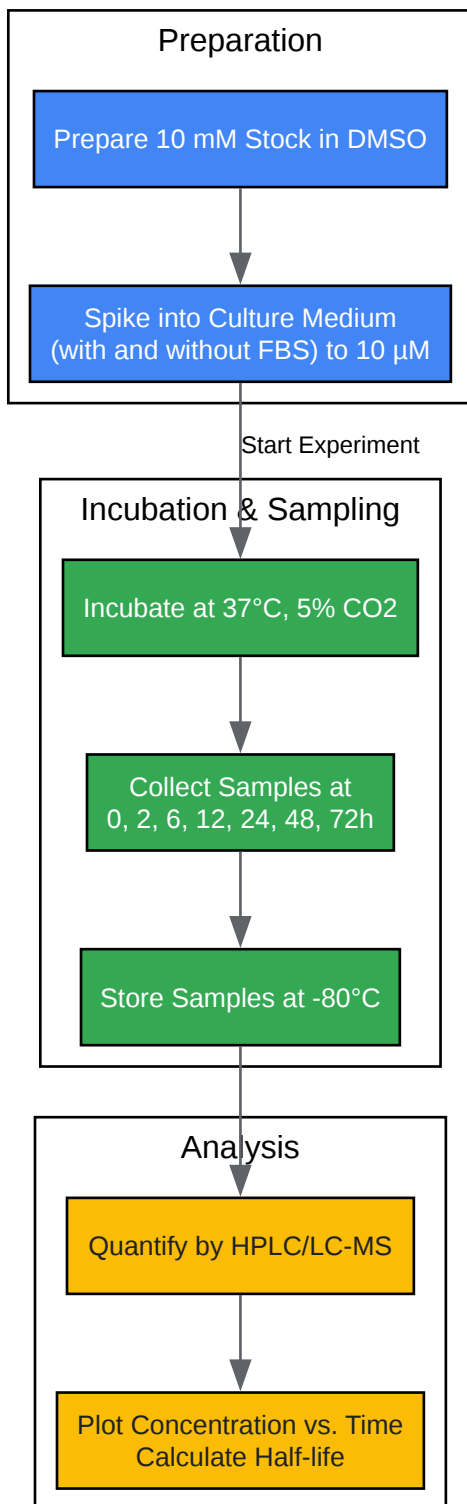 Preparation
Prepare 10 mM Stock in DMSO
Spike into Culture Medium
(with and without FBS) to 10 µM
Start Experiment
Incubation & Sampling
Incubate at 37°C, 5% CO2
Collect Samples at
0, 2, 6, 12, 24, 48, 72h
Store Samples at -80°C
Analysis
Quantify by HPLC/LC-MS
Plot Concentration vs. Time
Calculate Half-life